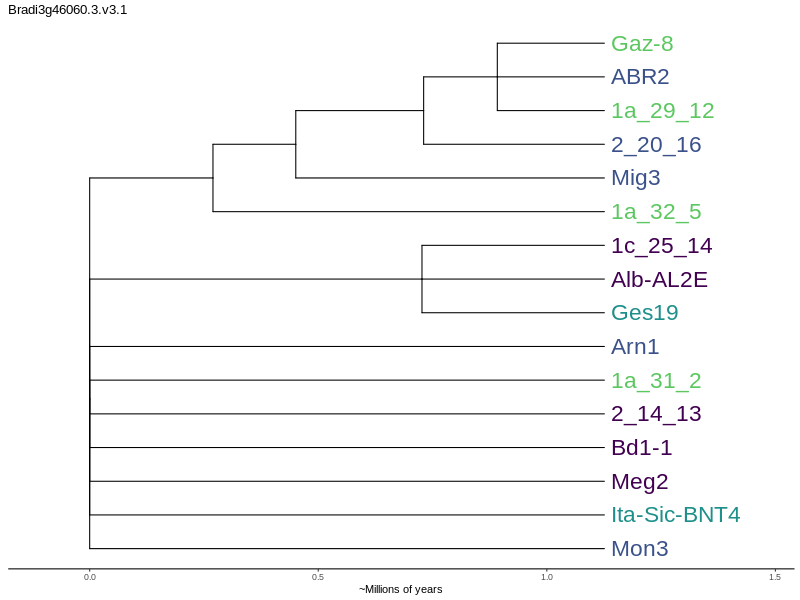 Bradi3g46060.3.v3.1
Gaz-8
ABR2
1a_29_12
2_20_16
Mig3
1a_32_5
1c_25_14
Alb-AL2E
Ges19
Arn1
1a_31_2
2_14_13
Bd1-1
Meg2
Ita-Sic-BNT4
Mon3
0.0 0.5 1.0 1.5
~Millions of years